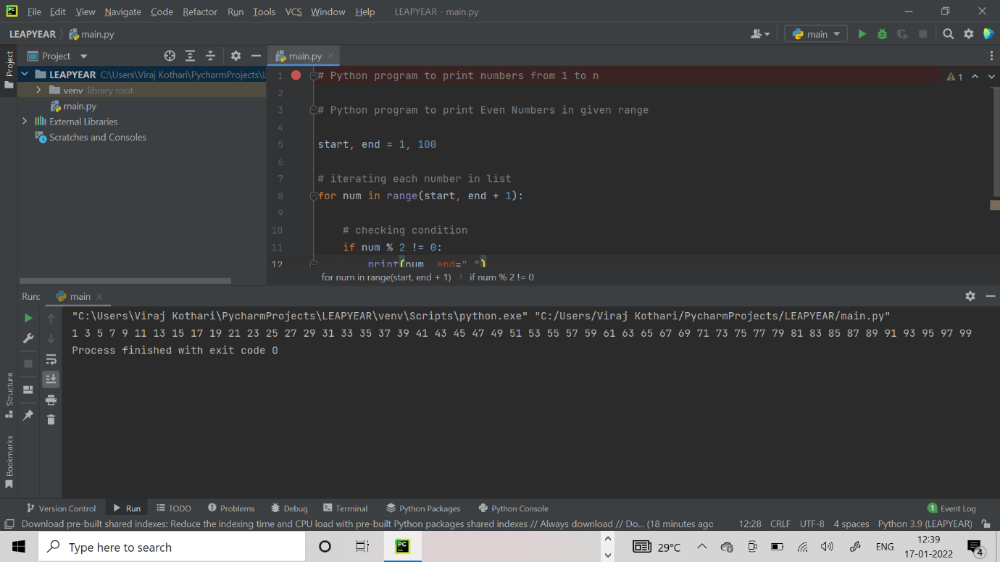 PC File Edit View Navigate Code Refactor Run Tools VCS Window Help LEAPYEAR - main.py
LEAPYEAR main.py main
Project main.py
Project
LEAPYEAR C:\Users\Viraj Kothari\PycharmProjects\L
venv library root
main.py
External Libraries
Scratches and Consoles
1 # Python program to print numbers from 1 to n
1
2
3 # Python program to print Even Numbers in given range
4
5 start, end = 1, 100
6
7 # iterating each number in list
8 for num in range(start, end + 1):
9
10 # checking condition
11 if num % 2 != 0:
12 print(num, end=" ")
for num in range(start, end + 1) › if num % 2 != 0
Run: main
"C:\Users\Viraj Kothari\PycharmProjects\LEAPYEAR\venv\Scripts\python.exe" "C:/Users/Viraj Kothari/PycharmProjects/LEAPYEAR/main.py"
1 3 5 7 9 11 13 15 17 19 21 23 25 27 29 31 33 35 37 39 41 43 45 47 49 51 53 55 57 59 61 63 65 67 69 71 73 75 77 79 81 83 85 87 89 91 93 95 97 99
Process finished with exit code 0
Structure
Bookmarks
Version Control Run TODO Problems Debug Terminal Python Packages Python Console 1 Event Log
Download pre-built shared indexes: Reduce the indexing time and CPU load with pre-built Python packages shared indexes // Always download // Do... (18 minutes ago 12:28 CRLF UTF-8 4 spaces Python 3.9 (LEAPYEAR)
Type here to search PC 29°C ENG 12:39
17-01-2022 4